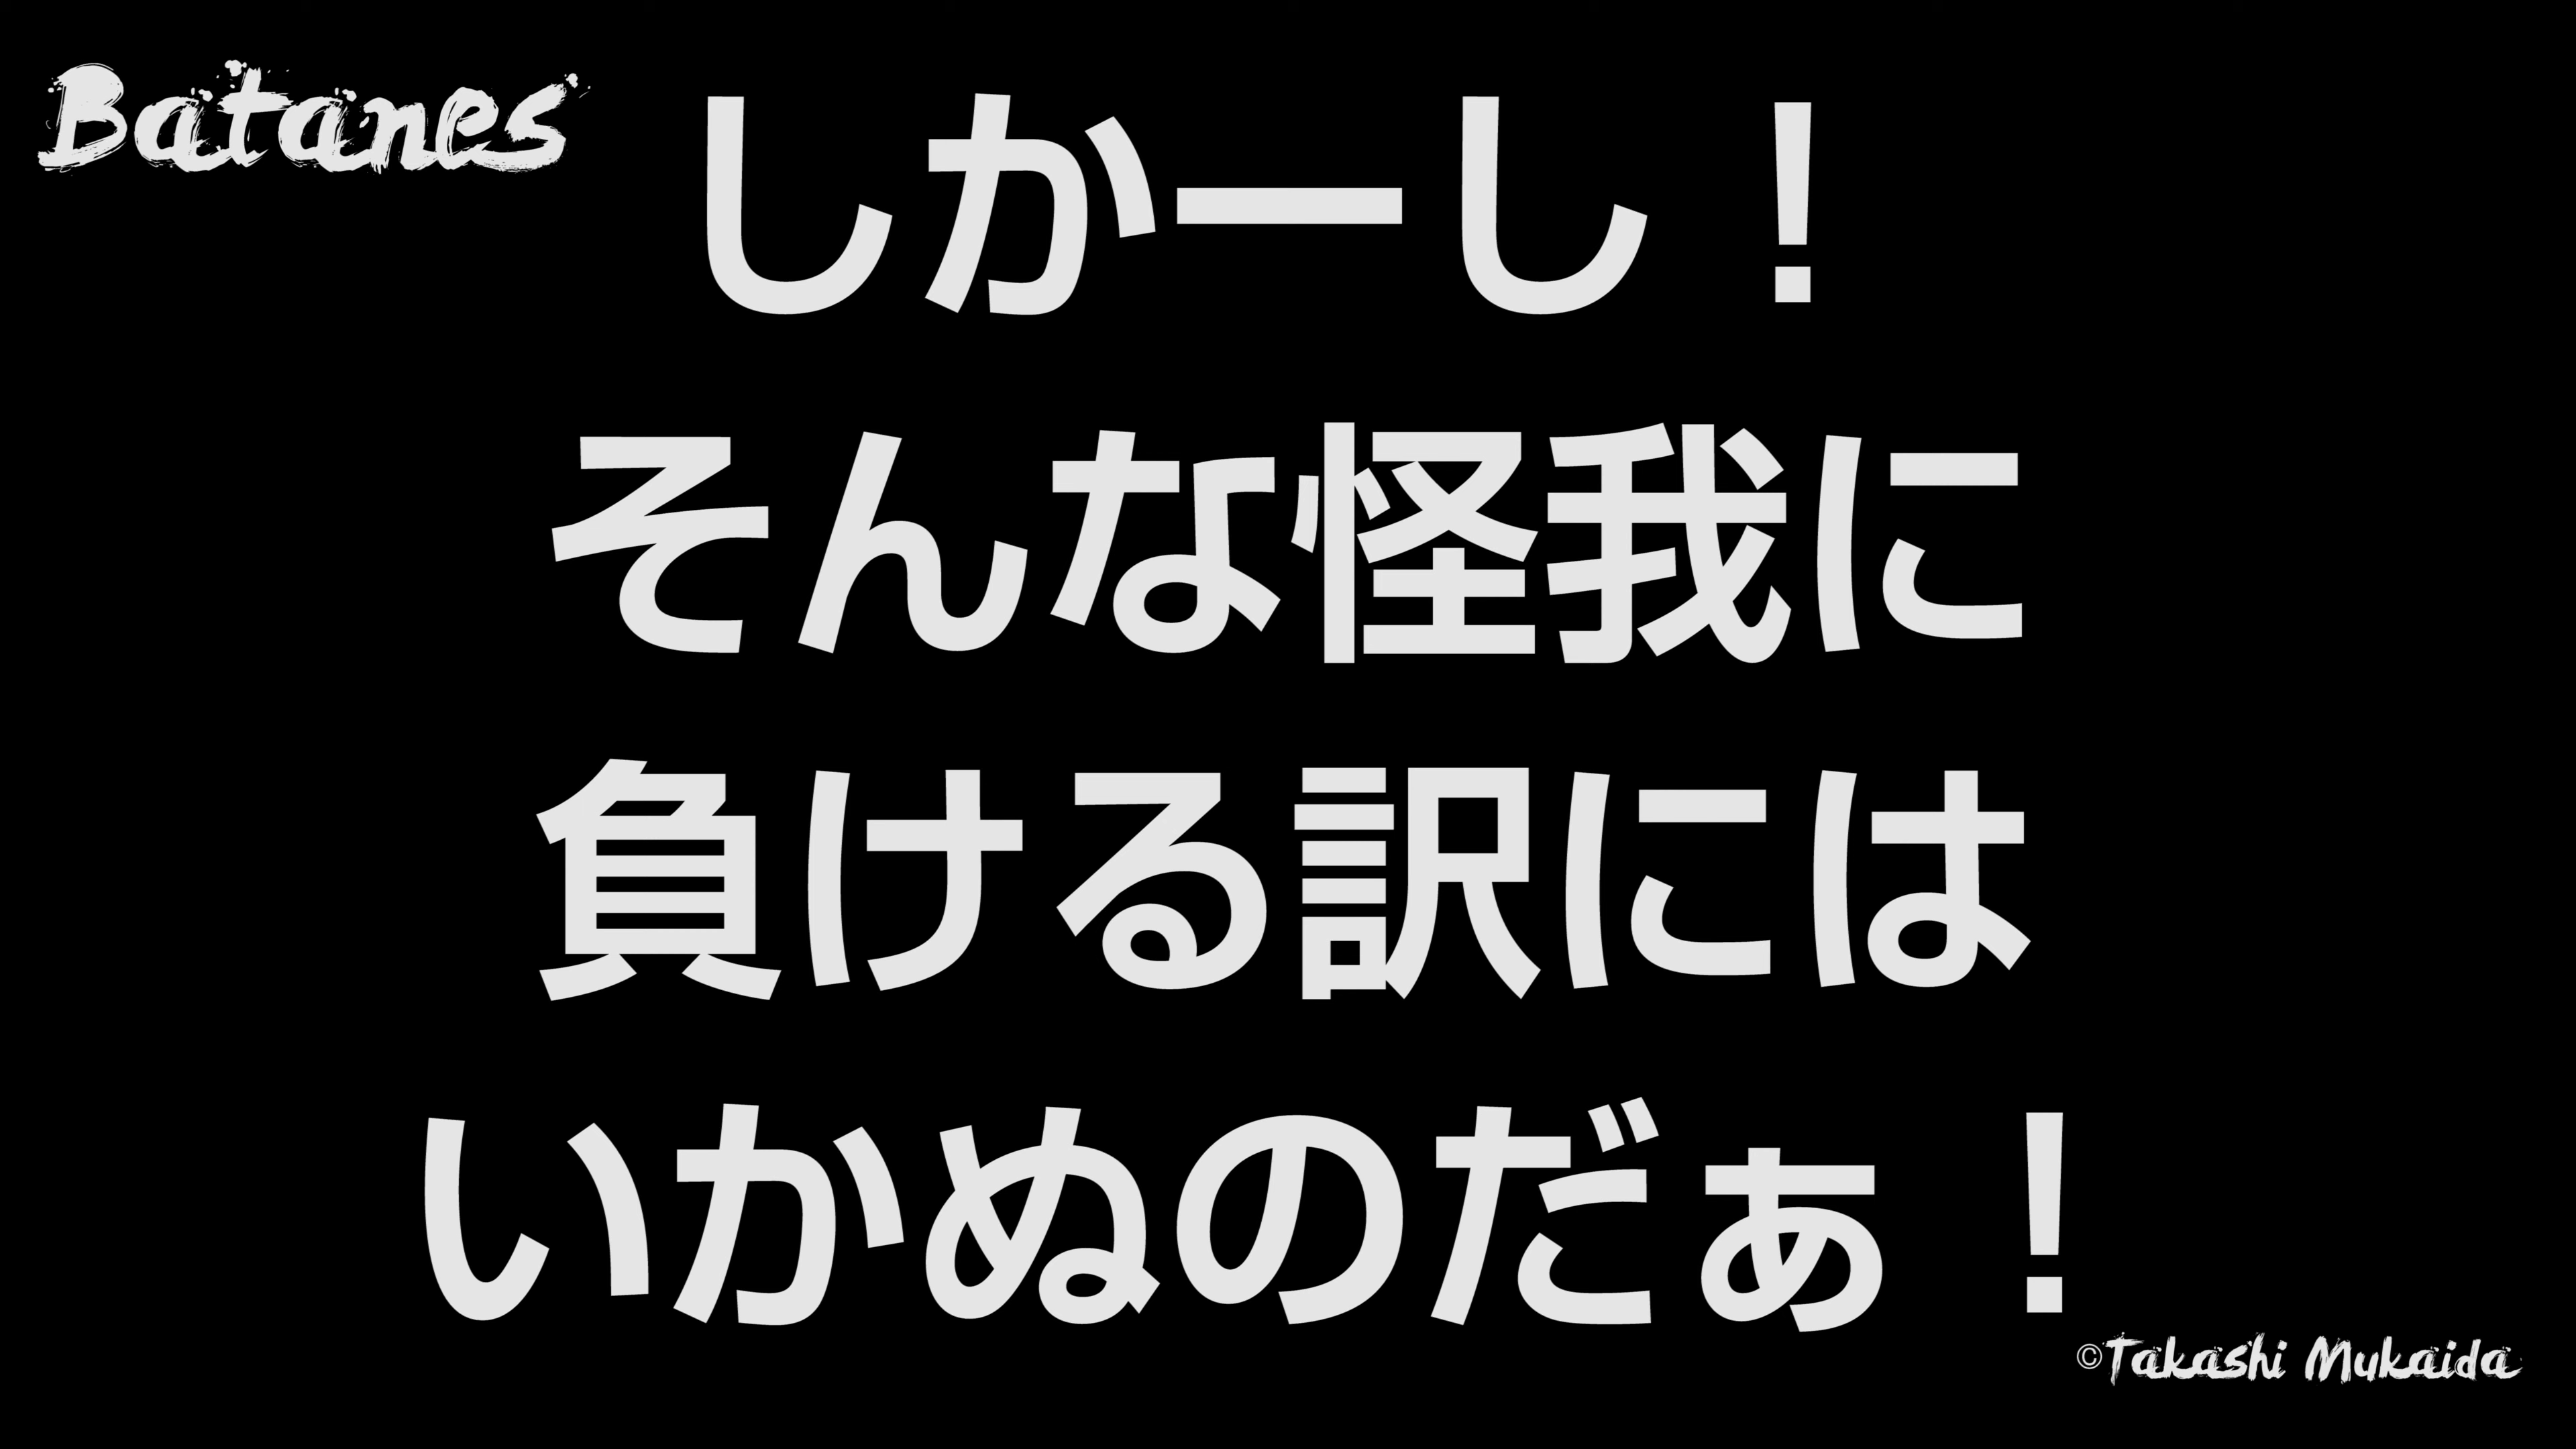 Batanes
しかーし！
そんな怪我に
負ける訳には
いかぬのだぁ！
©Takashi Mukaida